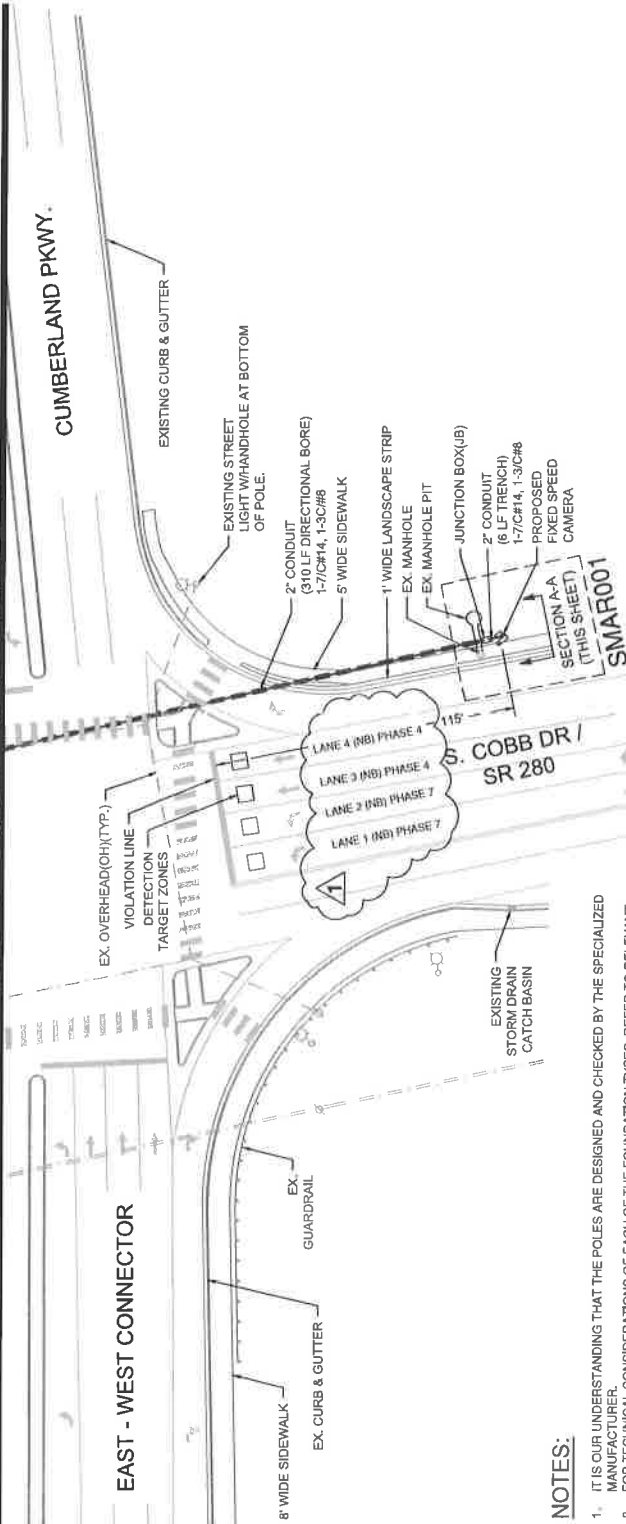 CUMBERLAND PKWY.
EXISTING CURB & GUTTER
EXISTING STREET
LIGHT W/HANDHOLE AT BOTTOM
OF POLE.
2" CONDUIT
(310 LF DIRECTIONAL BORE)
1-7/C#14, 1-3C/#8
5' WIDE SIDEWALK
1' WIDE LANDSCAPE STRIP
EX. MANHOLE
EX. MANHOLE PIT
JUNCTION BOX(JB)
2" CONDUIT
(6 LF TRENCH)
1-7/C#14, 1-3/C#8
PROPOSED
FIXED SPEED
CAMERA
SECTION A-A
(THIS SHEET)
SMAR001
EX. OVERHEAD(OH)(TYP.)
VIOLATION LINE
DETECTION
TARGET ZONES
LANE 4 (NB) PHASE 4
LANE 3 (NB) PHASE 4
LANE 2 (NB) PHASE 7
LANE 1 (NB) PHASE 7
115'
1
S. COBB DR /
SR 280
EXISTING
STORM DRAIN
CATCH BASIN
EAST - WEST CONNECTOR
EX.
GUARDRAIL
EX. CURB & GUTTER
8' WIDE SIDEWALK
NOTES:
1. IT IS OUR UNDERSTANDING THAT THE POLES ARE DESIGNED AND CHECKED BY THE SPECIALIZED
MANUFACTURER.